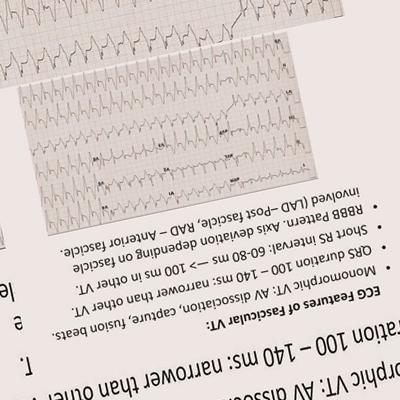 orphic VT: AV disso
ration 100 – 140 ms: narrower than other
ECG Features of Fascicular VT:
• Monomorphic VT: AV dissociation, capture, fusion beats.
• QRS duration 100 – 140 ms: narrower than other VT.
• Short RS interval: 60-80 ms —> 100 ms in other VT.
• RBBB Pattern. Axis deviation depending on fascicle
involved (LAD –Post fascicle, RAD – Anterior fascicle.